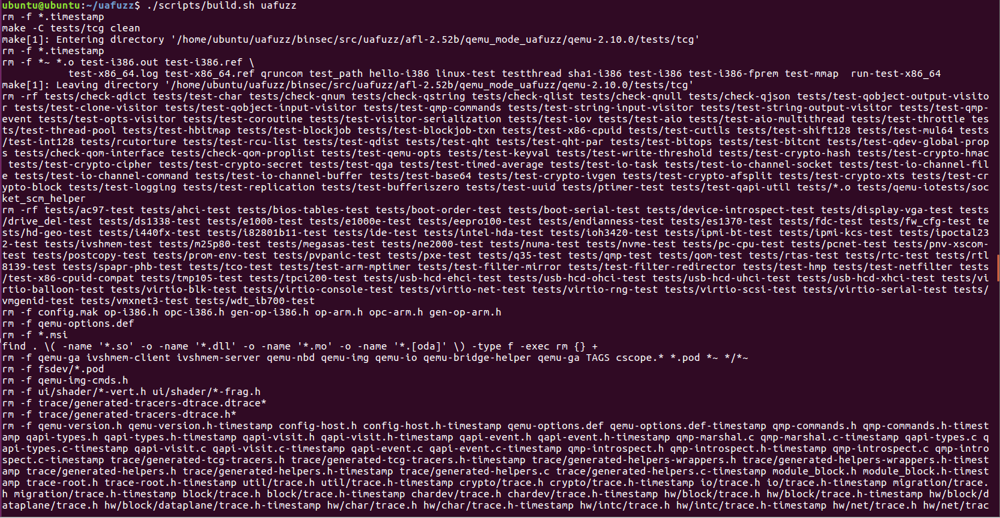 ubuntu@ubuntu:~/uafuzz$ ./scripts/build.sh uafuzz
rm -f *.timestamp
make -C tests/tcg clean
make[1]: Entering directory '/home/ubuntu/uafuzz/binsec/src/uafuzz/afl-2.52b/qemu_mode_uafuzz/qemu-2.10.0/tests/tcg'
rm -f *.timestamp
rm -f *~ *.o test-i386.out test-i386.ref \
           test-x86_64.log test-x86_64.ref qruncom test_path hello-i386 linux-test testthread sha1-i386 test-i386 test-i386-fprem test-mmap  run-test-x86_64
make[1]: Leaving directory '/home/ubuntu/uafuzz/binsec/src/uafuzz/afl-2.52b/qemu_mode_uafuzz/qemu-2.10.0/tests/tcg'
rm -rf tests/check-qdict tests/test-char tests/check-qnum tests/check-qstring tests/check-qlist tests/check-qnull tests/check-qjson tests/test-qobject-output-visito
r tests/test-clone-visitor tests/test-qobject-input-visitor tests/test-qmp-commands tests/test-string-input-visitor tests/test-string-output-visitor tests/test-qmp-
event tests/test-opts-visitor tests/test-coroutine tests/test-visitor-serialization tests/test-iov tests/test-aio tests/test-aio-multithread tests/test-throttle tes
ts/test-thread-pool tests/test-hbitmap tests/test-blockjob tests/test-blockjob-txn tests/test-x86-cpuid tests/test-cutils tests/test-shift128 tests/test-mul64 tests
/test-int128 tests/rcutorture tests/test-rcu-list tests/test-qdist tests/test-qht tests/test-qht-par tests/test-bitops tests/test-bitcnt tests/test-qdev-global-prop
s tests/check-qom-interface tests/check-qom-proplist tests/test-qemu-opts tests/test-keyval tests/test-write-threshold tests/test-crypto-hash tests/test-crypto-hmac
 tests/test-crypto-cipher tests/test-crypto-secret tests/test-qga tests/test-timed-average tests/test-io-task tests/test-io-channel-socket tests/test-io-channel-fil
e tests/test-io-channel-command tests/test-io-channel-buffer tests/test-base64 tests/test-crypto-ivgen tests/test-crypto-afsplit tests/test-crypto-xts tests/test-cr
ypto-block tests/test-logging tests/test-replication tests/test-bufferiszero tests/test-uuid tests/ptimer-test tests/test-qapi-util tests/*.o tests/qemu-iotests/soc
ket_scm_helper
rm -rf tests/ac97-test tests/ahci-test tests/bios-tables-test tests/boot-order-test tests/boot-serial-test tests/device-introspect-test tests/display-vga-test tests
/drive_del-test tests/ds1338-test tests/e1000-test tests/e1000e-test tests/eepro100-test tests/endianness-test tests/es1370-test tests/fdc-test tests/fw_cfg-test te
sts/hd-geo-test tests/i440fx-test tests/i82801b11-test tests/ide-test tests/intel-hda-test tests/ioh3420-test tests/ipmi-bt-test tests/ipmi-kcs-test tests/ipoctal23
2-test tests/ivshmem-test tests/m25p80-test tests/megasas-test tests/ne2000-test tests/numa-test tests/nvme-test tests/pc-cpu-test tests/pcnet-test tests/pnv-xscom-
test tests/postcopy-test tests/prom-env-test tests/pvpanic-test tests/pxe-test tests/q35-test tests/qmp-test tests/qom-test tests/rtas-test tests/rtc-test tests/rtl
8139-test tests/spapr-phb-test tests/tco-test tests/test-arm-mptimer tests/test-filter-mirror tests/test-filter-redirector tests/test-hmp tests/test-netfilter tests
/test-x86-cpuid-compat tests/tmp105-test tests/tpci200-test tests/usb-hcd-ehci-test tests/usb-hcd-ohci-test tests/usb-hcd-uhci-test tests/usb-hcd-xhci-test tests/vi
rtio-balloon-test tests/virtio-blk-test tests/virtio-console-test tests/virtio-net-test tests/virtio-rng-test tests/virtio-scsi-test tests/virtio-serial-test tests/
vmgenid-test tests/vmxnet3-test tests/wdt_ib700-test
rm -f config.mak op-i386.h opc-i386.h gen-op-i386.h op-arm.h opc-arm.h gen-op-arm.h
rm -f qemu-options.def
rm -f *.msi
find . \( -name '*.so' -o -name '*.dll' -o -name '*.mo' -o -name '*.[oda]' \) -type f -exec rm {} +
rm -f qemu-ga ivshmem-client ivshmem-server qemu-nbd qemu-img qemu-io qemu-bridge-helper qemu-ga TAGS cscope.* *.pod *~ */*~
rm -f fsdev/*.pod
rm -f qemu-img-cmds.h
rm -f ui/shader/*-vert.h ui/shader/*-frag.h
rm -f trace/generated-tracers-dtrace.dtrace*
rm -f trace/generated-tracers-dtrace.h*
rm -f qemu-version.h qemu-version.h-timestamp config-host.h config-host.h-timestamp qemu-options.def qemu-options.def-timestamp qmp-commands.h qmp-commands.h-timest
amp qapi-types.h qapi-types.h-timestamp qapi-visit.h qapi-visit.h-timestamp qapi-event.h qapi-event.h-timestamp qmp-marshal.c qmp-marshal.c-timestamp qapi-types.c q
api-types.c-timestamp qapi-visit.c qapi-visit.c-timestamp qapi-event.c qapi-event.c-timestamp qmp-introspect.h qmp-introspect.h-timestamp qmp-introspect.c qmp-intro
spect.c-timestamp trace/generated-tcg-tracers.h trace/generated-tcg-tracers.h-timestamp trace/generated-helpers-wrappers.h trace/generated-helpers-wrappers.h-timest
amp trace/generated-helpers.h trace/generated-helpers.h-timestamp trace/generated-helpers.c trace/generated-helpers.c-timestamp module_block.h module_block.h-timest
amp trace-root.h trace-root.h-timestamp util/trace.h util/trace.h-timestamp crypto/trace.h crypto/trace.h-timestamp io/trace.h io/trace.h-timestamp migration/trace.
h migration/trace.h-timestamp block/trace.h block/trace.h-timestamp chardev/trace.h chardev/trace.h-timestamp hw/block/trace.h hw/block/trace.h-timestamp hw/block/d
ataplane/trace.h hw/block/dataplane/trace.h-timestamp hw/char/trace.h hw/char/trace.h-timestamp hw/intc/trace.h hw/intc/trace.h-timestamp hw/net/trace.h hw/net/trac